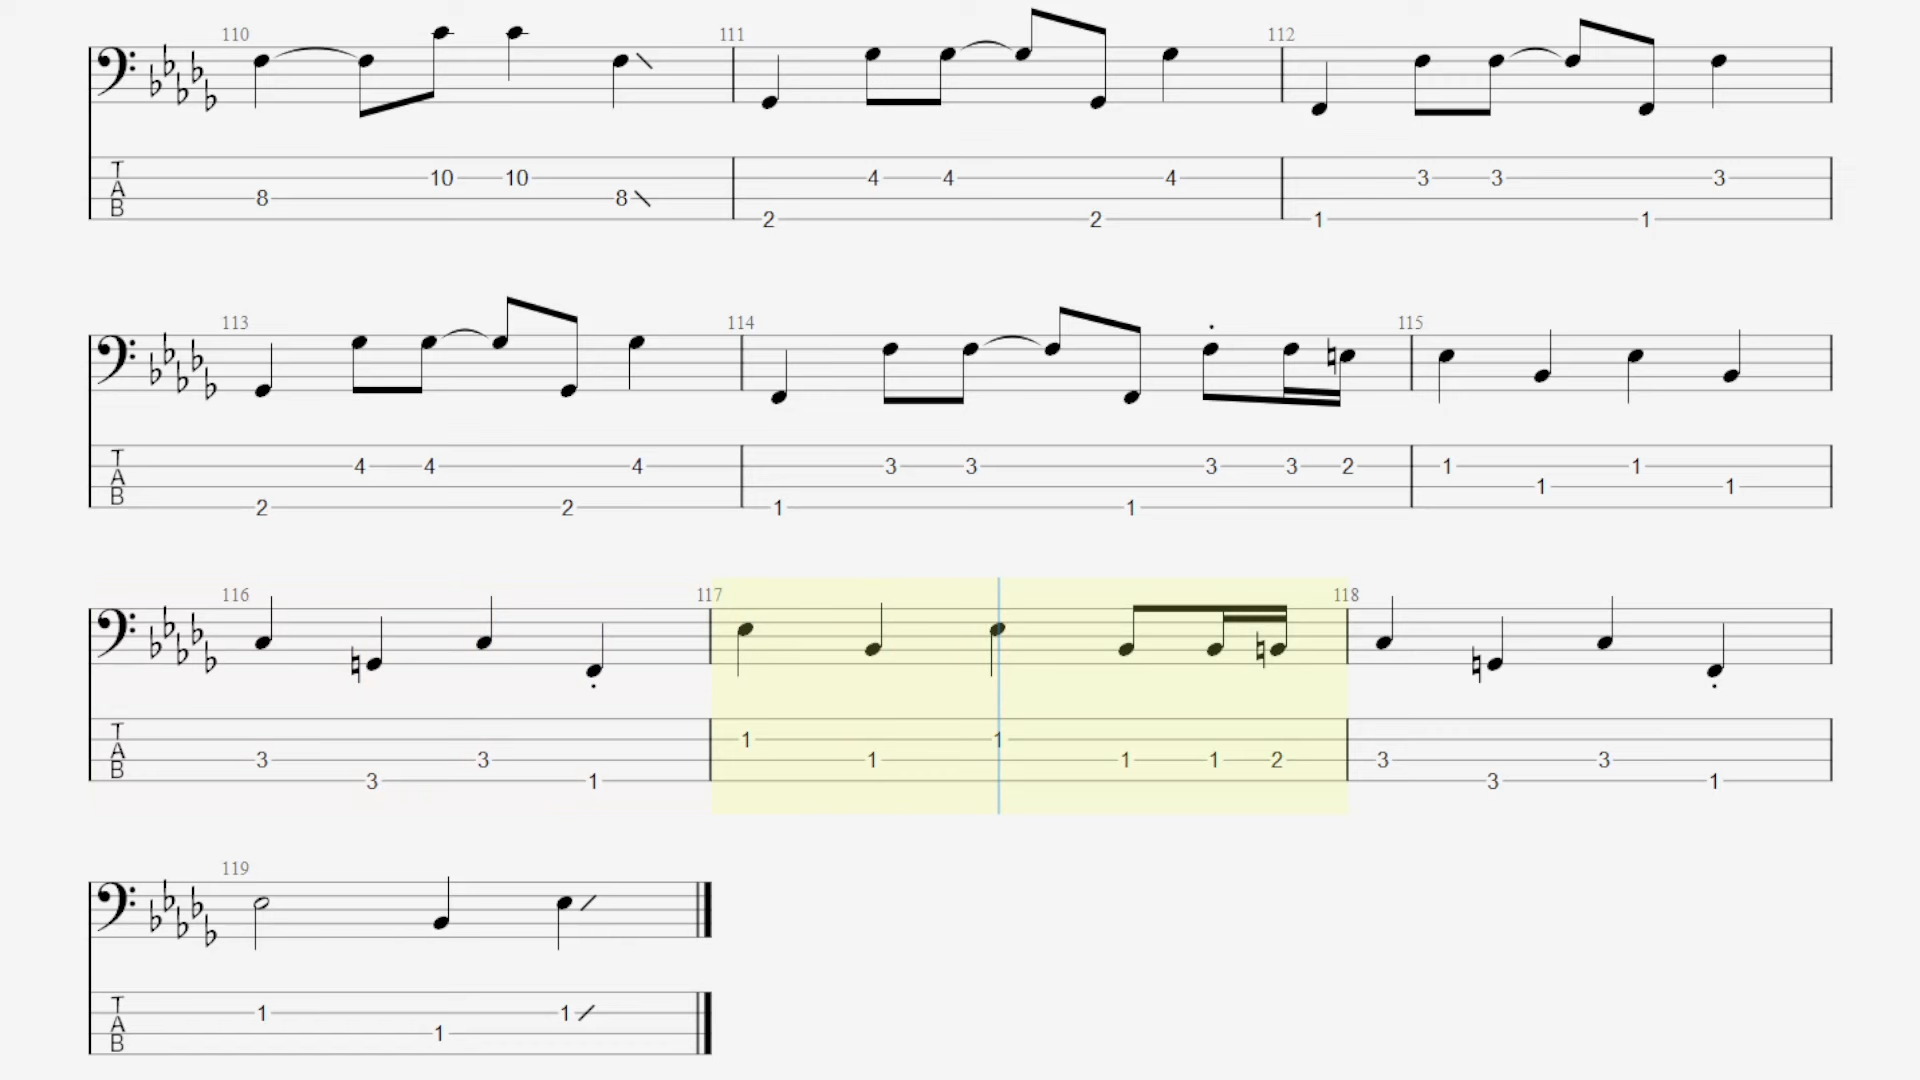 110 111 112
T 10 10 4 4 4 3 3 3
A 8 8
B 2 2 1 1
113 114 115
T 4 4 4 3 3 3 3 2 1 1
A 1 1
B 2 2 1 1
116 117 118
T 1 1
A 3 3 1 1 1 2 3 3
B 3 1 3 1
119
T 1 1
A 1
B